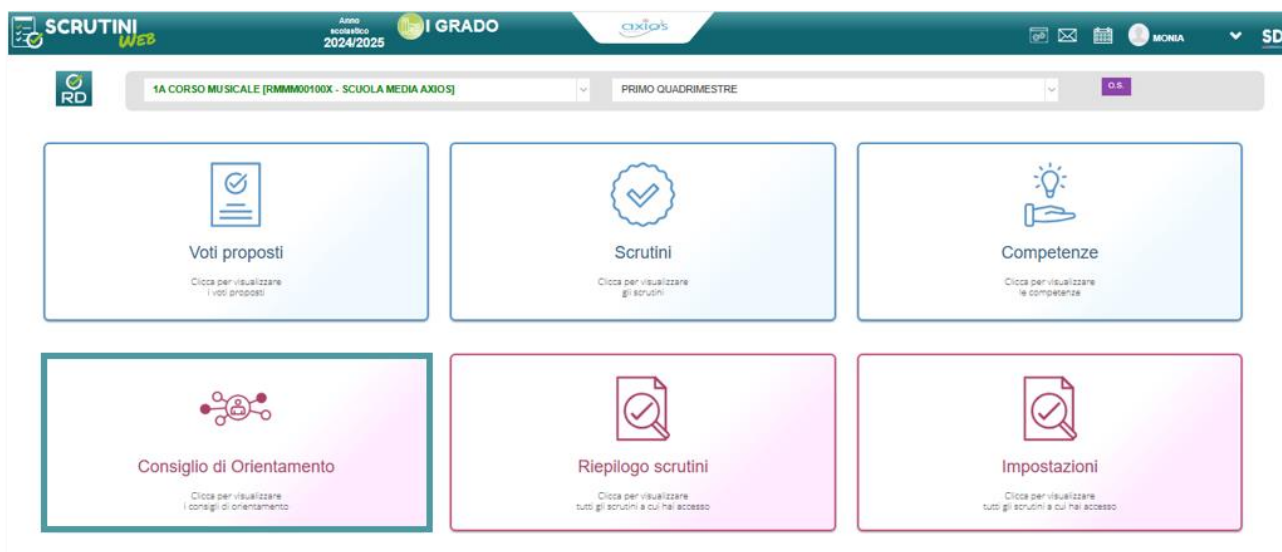 SCRUTINI
WEB
Anno
scolastico
2024/2025
I GRADO
axios
MONIA
SD
RD
1A CORSO MUSICALE [RMMM00100X - SCUOLA MEDIA AXIOS]
PRIMO QUADRIMESTRE
O.S.
Voti proposti
Clicca per visualizzare
i voti proposti
Scrutini
Clicca per visualizzare
gli scrutini
Competenze
Clicca per visualizzare
le competenze
Consiglio di Orientamento
Clicca per visualizzare
i consigli di orientamento
Riepilogo scrutini
Clicca per visualizzare
tutti gli scrutini a cui hai accesso
Impostazioni
Clicca per visualizzare
tutti gli scrutini a cui hai accesso